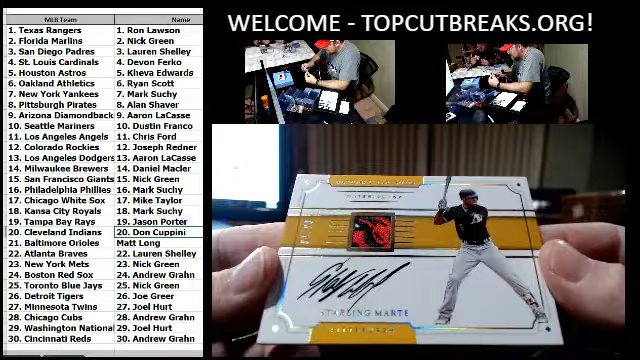 WELCOME - TOPCUTBREAKS.ORG!
MLB Team Name
1. Texas Rangers 1. Ron Lawson
2. Florida Marlins 2. Nick Green
3. San Diego Padres 3. Lauren Shelley
4. St. Louis Cardinals 4. Devon Ferko
5. Houston Astros 5. Kheva Edwards
6. Oakland Athletics 6. Ryan Scott
7. New York Yankees 7. Mark Suchy
8. Pittsburgh Pirates 8. Alan Shaver
9. Arizona Diamondback 9. Aaron LaCasse
10. Seattle Mariners 10. Dustin Franco
11. Los Angeles Angels 11. Chris Ford
12. Colorado Rockies 12. Joseph Redner
13. Los Angeles Dodgers 13. Aaron LaCasse
14. Milwaukee Brewers 14. Daniel Macler
15. San Francisco Giants 15. Nick Green
16. Philadelphia Phillies 16. Mark Suchy
17. Chicago White Sox 17. Mike Taylor
18. Kansa City Royals 18. Mark Suchy
19. Tampa Bay Rays 19. Jason Porter
20. Cleveland Indians 20. Don Cuppini
21. Baltimore Orioles Matt Long
22. Atlanta Braves 22. Lauren Shelley
23. New York Mets 23. Nick Green
24. Boston Red Sox 24. Andrew Grahn
25. Toronto Blue Jays 25. Nick Green
26. Detroit Tigers 26. Joe Greer
27. Minnesota Twins 27. Joel Hurt
28. Chicago Cubs 28. Andrew Grahn
29. Washington National 29. Joel Hurt
30. Cincinnati Reds 30. Andrew Grahn
STARLING MARTE